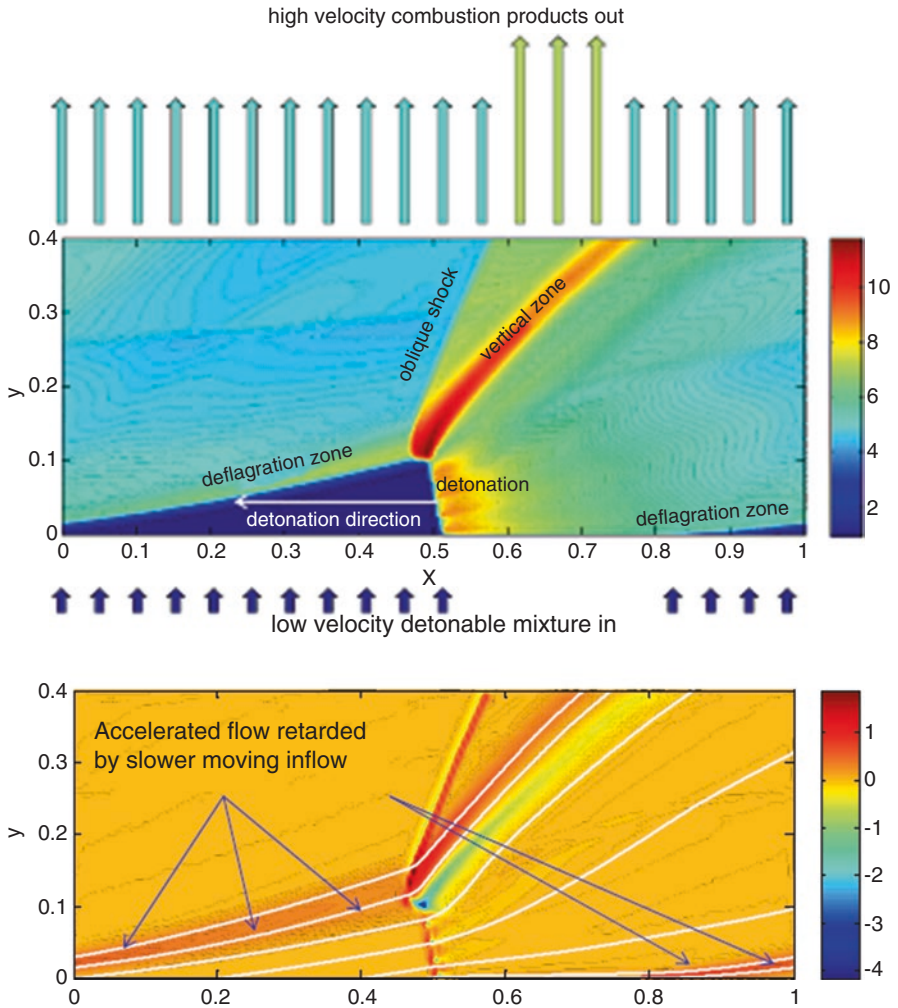 high velocity combustion products out
0.4
0.3
0.2
0.1
0
y
oblique shock
vertical zone
deflagration zone
detonation
detonation direction
deflagration zone
10
8
6
4
2
0 0.1 0.2 0.3 0.4 0.5 0.6 0.7 0.8 0.9 1
X
low velocity detonable mixture in
0.4
0.3
0.2
0.1
0
y
Accelerated flow retarded
by slower moving inflow
1
0
-1
-2
-3
-4
0 0.2 0.4 0.6 0.8 1